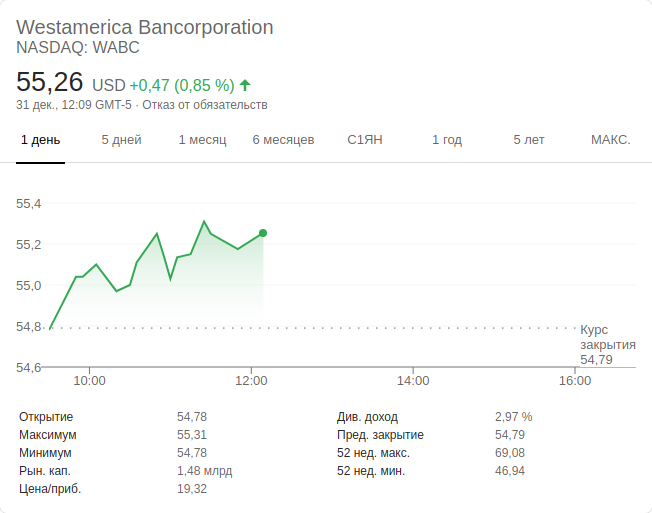 Westamerica Bancorporation
NASDAQ: WABC
55,26 USD +0,47 (0,85 %)
31 дек., 12:09 GMT-5 · Отказ от обязательств
1 день 5 дней 1 месяц 6 месяцев С1ЯН 1 год 5 лет МАКС.
55,4
55,2
55,0
54,8
54,6
Курс
закрытия
54,79
10:00 12:00 14:00 16:00
Открытие 54,78 Див. доход 2,97 %
Максимум 55,31 Пред. закрытие 54,79
Минимум 54,78 52 нед. макс. 69,08
Рын. кап. 1,48 млрд 52 нед. мин. 46,94
Цена/приб. 19,32